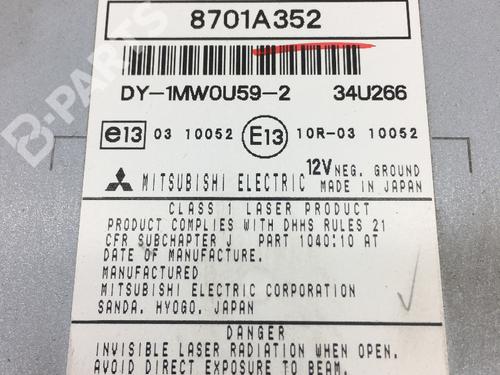 8701A352
DY-1MW0U59-2 34U266
e13 03 10052 E13 10R-03 10052
MITSUBISHI ELECTRIC 12V NEG. GROUND
MADE IN JAPAN
CLASS 1 LASER PRODUCT
PRODUCT COMPLIES WITH DHHS RULES 21
CFR SUBCHAPTER J PART 1040:10 AT
DATE OF MANUFACTURE.
MANUFACTURED
MITSUBISHI ELECTRIC CORPORATION
SANDA, HYOGO, JAPAN
DANGER
INVISIBLE LASER RADIATION WHEN OPEN.
AVOID DIRECT EXPOSURE TO BEAM.
B-PARTS